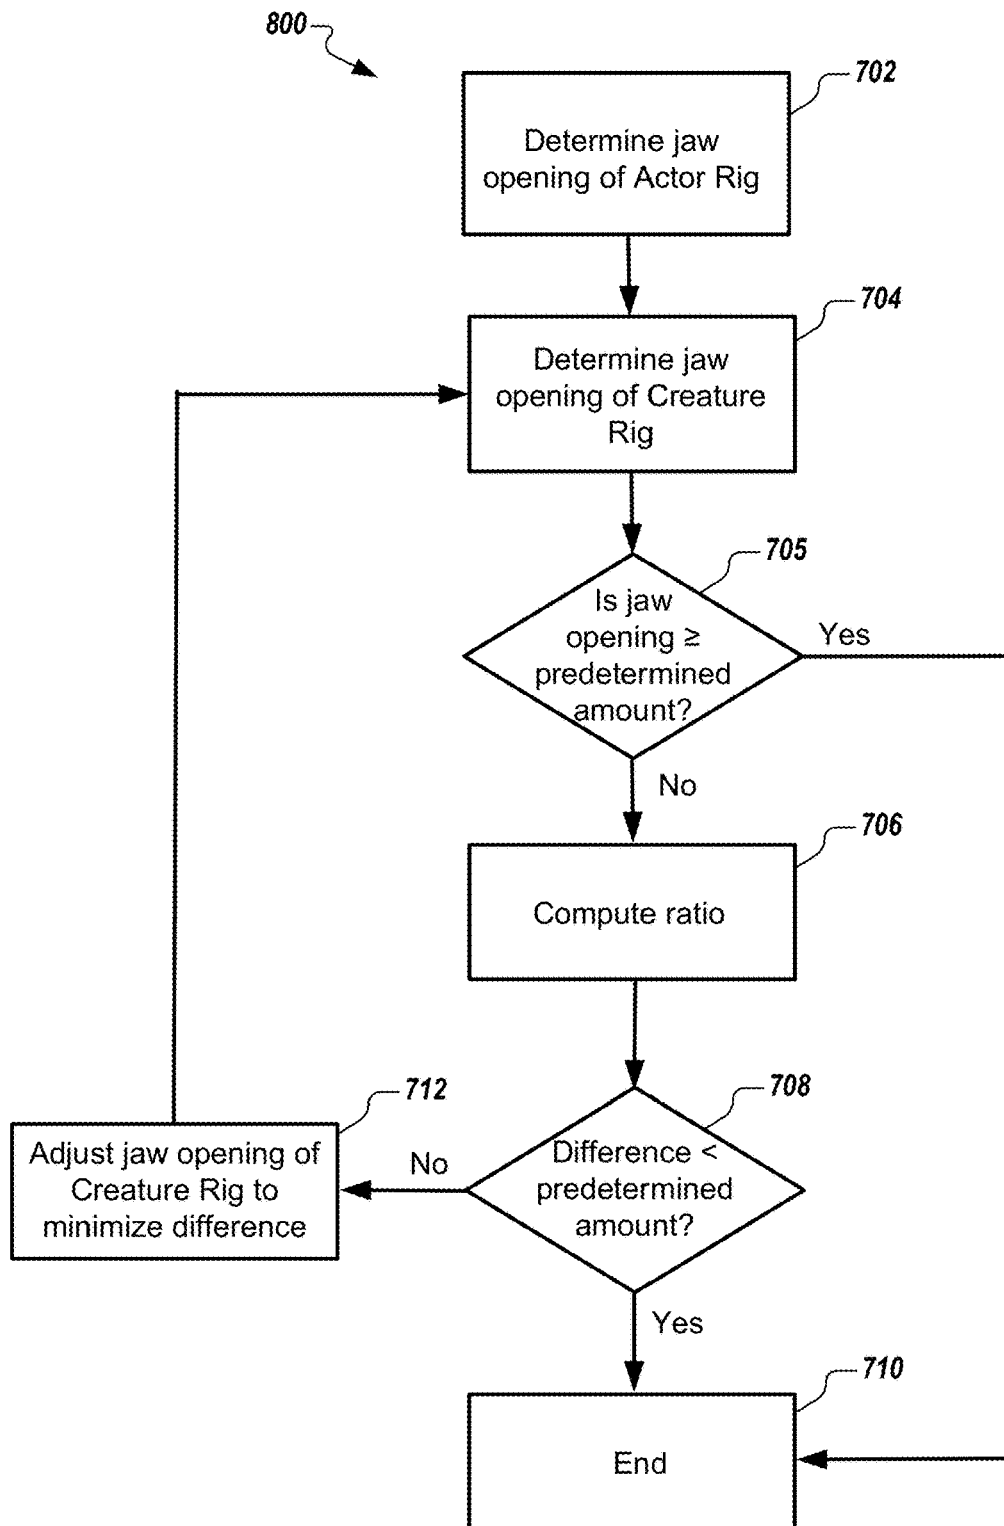 800
702
Determine jaw
opening of Actor Rig
704
Determine jaw
opening of Creature
Rig
705
Is jaw
opening ≥
predetermined
amount?
Yes
No
706
Compute ratio
708
Difference <
predetermined
amount?
No
712
Adjust jaw opening of
Creature Rig to
minimize difference
Yes
710
End